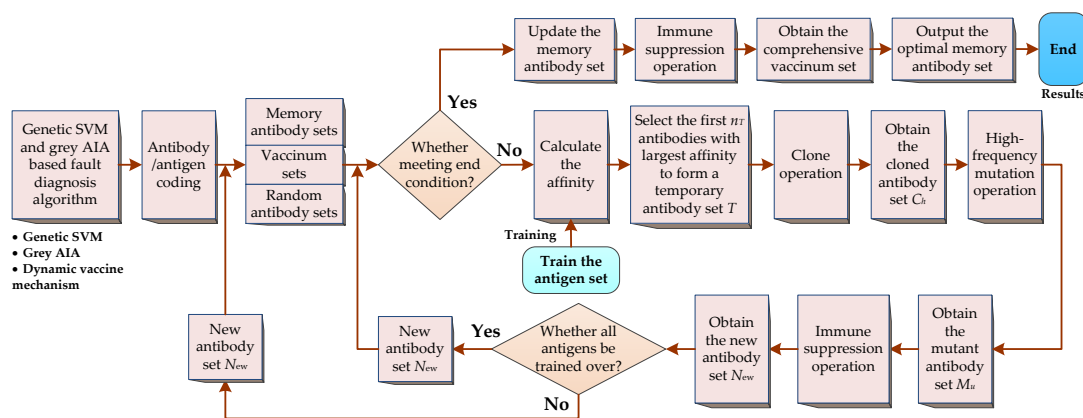 Update the
memory
antibody set
Immune
suppression
operation
Obtain the
comprehensive
vaccinum set
Output the
optimal memory
antibody set
End
Results
Yes
Genetic SVM
and grey AIA
based fault
diagnosis
algorithm
Antibody
/antigen
coding
Memory
antibody sets
Vaccinum
sets
Random
antibody sets
Whether
meeting end
condition?
No
Calculate
the
affinity
Select the first nT
antibodies with
largest affinity
to form a
temporary
antibody set T
Clone
operation
Obtain
the
cloned
antibody
set Ch
High-
frequency
mutation
operation
• Genetic SVM
• Grey AIA
• Dynamic vaccine
mechanism
Training
Train the
antigen set
New
antibody
set New
New
antibody
set New
Yes
Whether all
antigens be
trained over?
No
Obtain
the new
antibody
set New
Immune
suppression
operation
Obtain
the
mutant
antibody
set Mu